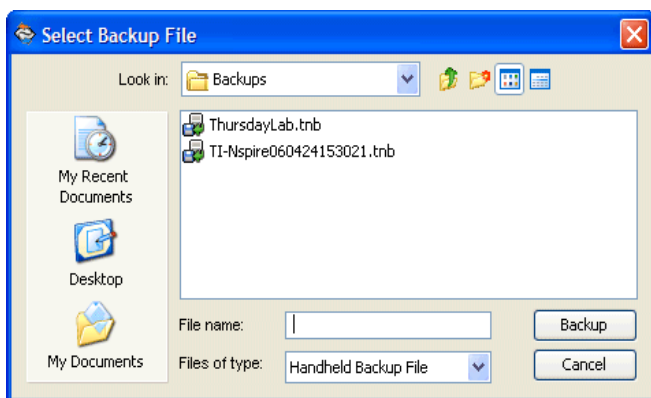 Select Backup File
Look in: Backups
ThursdayLab.tnb
TI-Nspire060424153021.tnb
My Recent
Documents
Desktop
My Documents
File name:
Backup
Files of type: Handheld Backup File
Cancel